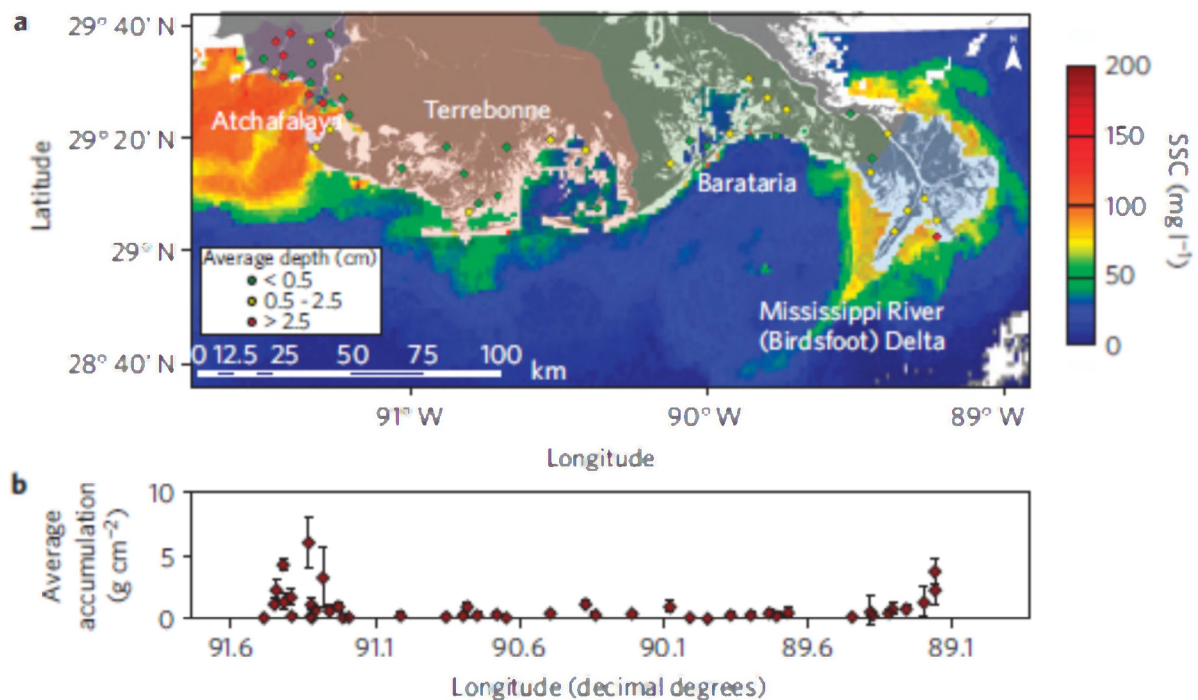 a
29° 40' N
29° 20' N
29° N
28° 40' N
Latitude
Atchafalaya
Terrebonne
Barataria
Mississippi River
(Birdsfoot) Delta
N
Average depth (cm)
< 0.5
0.5 - 2.5
> 2.5
0 12.5 25 50 75 100
km
91° W 90° W 89° W
Longitude
200
150
100
50
0
SSC (mg l⁻¹)
b
10
5
0
Average
accumulation
(g cm⁻²)
91.6 91.1 90.6 90.1 89.6 89.1
Longitude (decimal degrees)